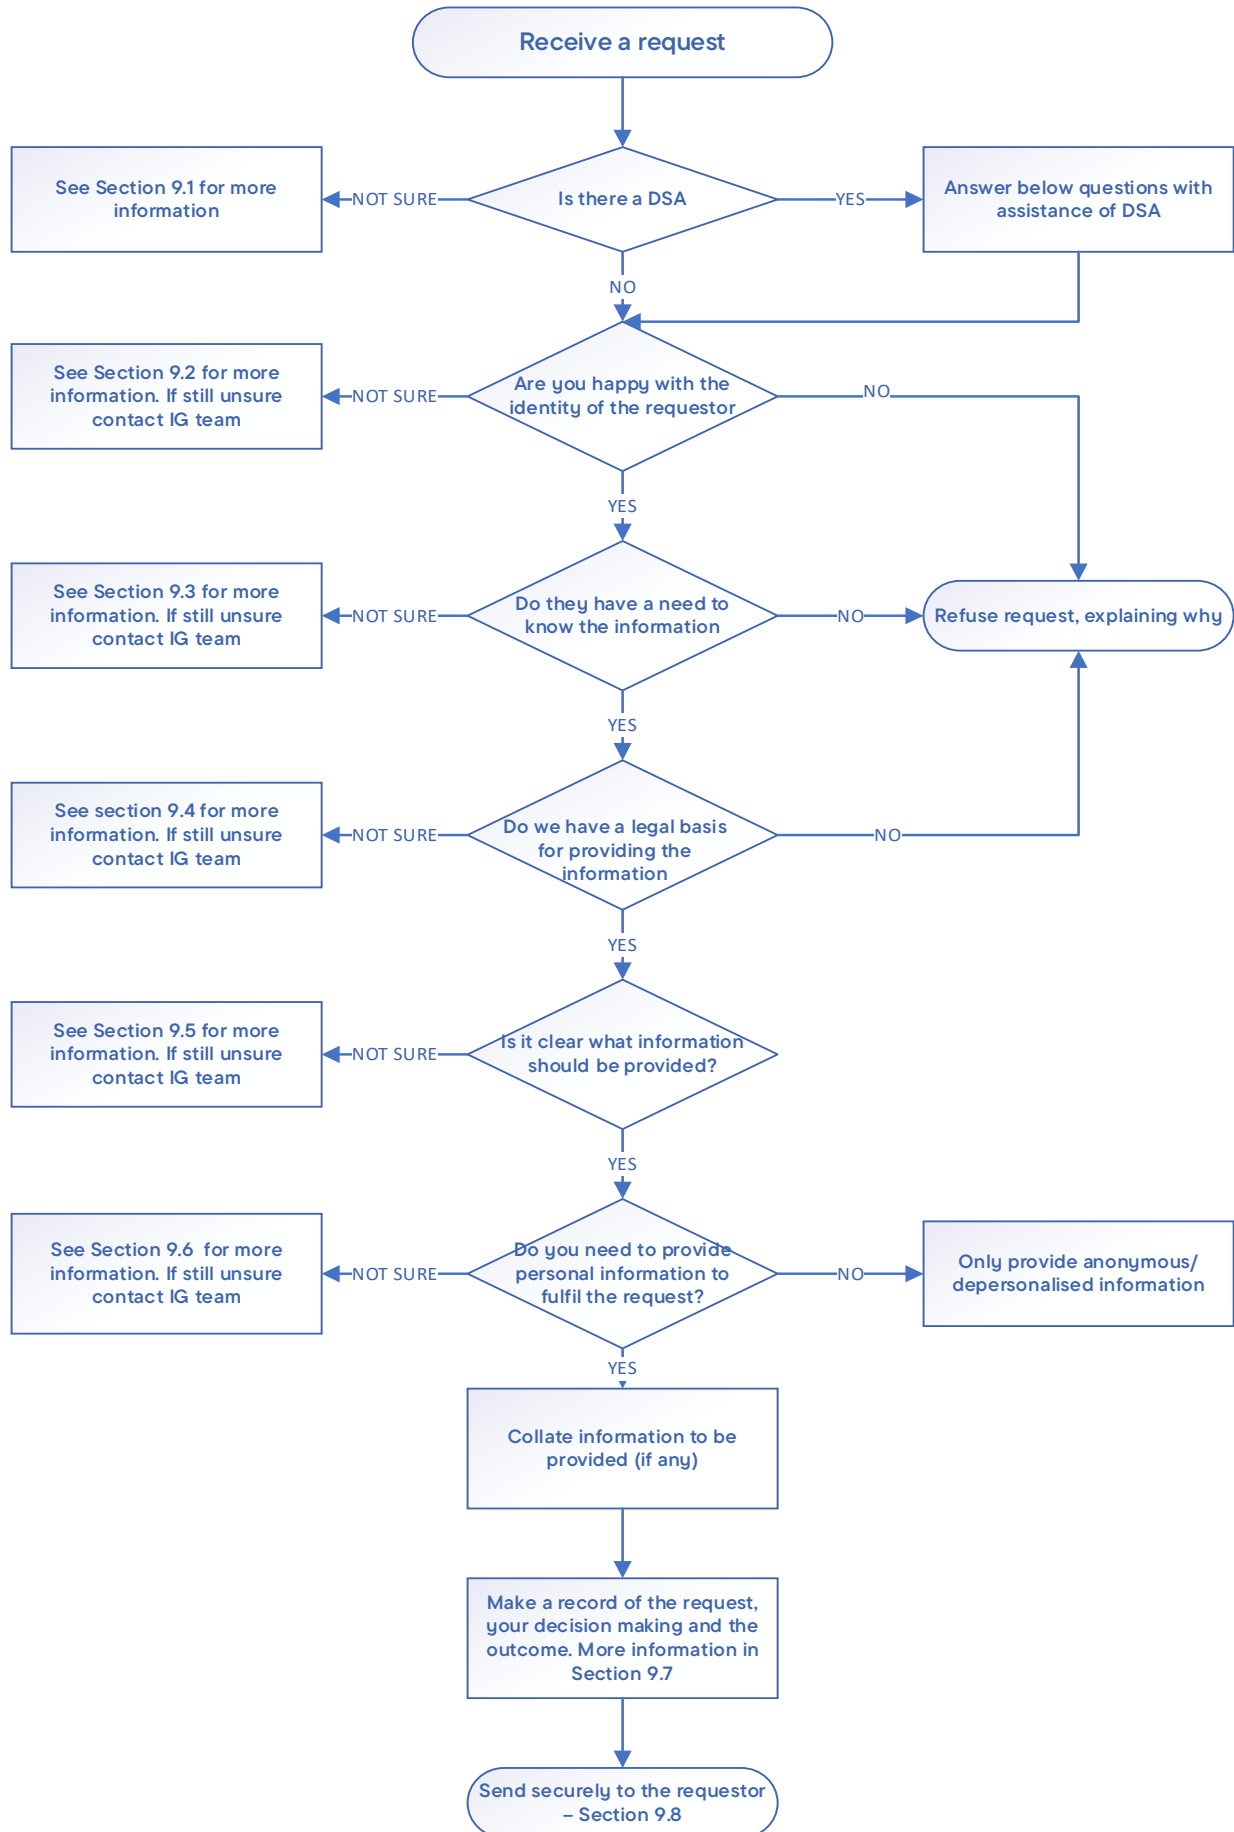 Receive a request
See Section 9.1 for more
information
NOT SURE
Is there a DSA
YES
Answer below questions with
assistance of DSA
NO
See Section 9.2 for more
information. If still unsure
contact IG team
NOT SURE
Are you happy with the
identity of the requestor
NO
YES
See Section 9.3 for more
information. If still unsure
contact IG team
NOT SURE
Do they have a need to
know the information
NO
Refuse request, explaining why
YES
See section 9.4 for more
information. If still unsure
contact IG team
NOT SURE
Do we have a legal basis
for providing the
information
NO
YES
See Section 9.5 for more
information. If still unsure
contact IG team
NOT SURE
Is it clear what information
should be provided?
YES
See Section 9.6 for more
information. If still unsure
contact IG team
NOT SURE
Do you need to provide
personal information to
fulfil the request?
NO
Only provide anonymous/
depersonalised information
YES
Collate information to be
provided (if any)
Make a record of the request,
your decision making and the
outcome. More information in
Section 9.7
Send securely to the requestor
– Section 9.8